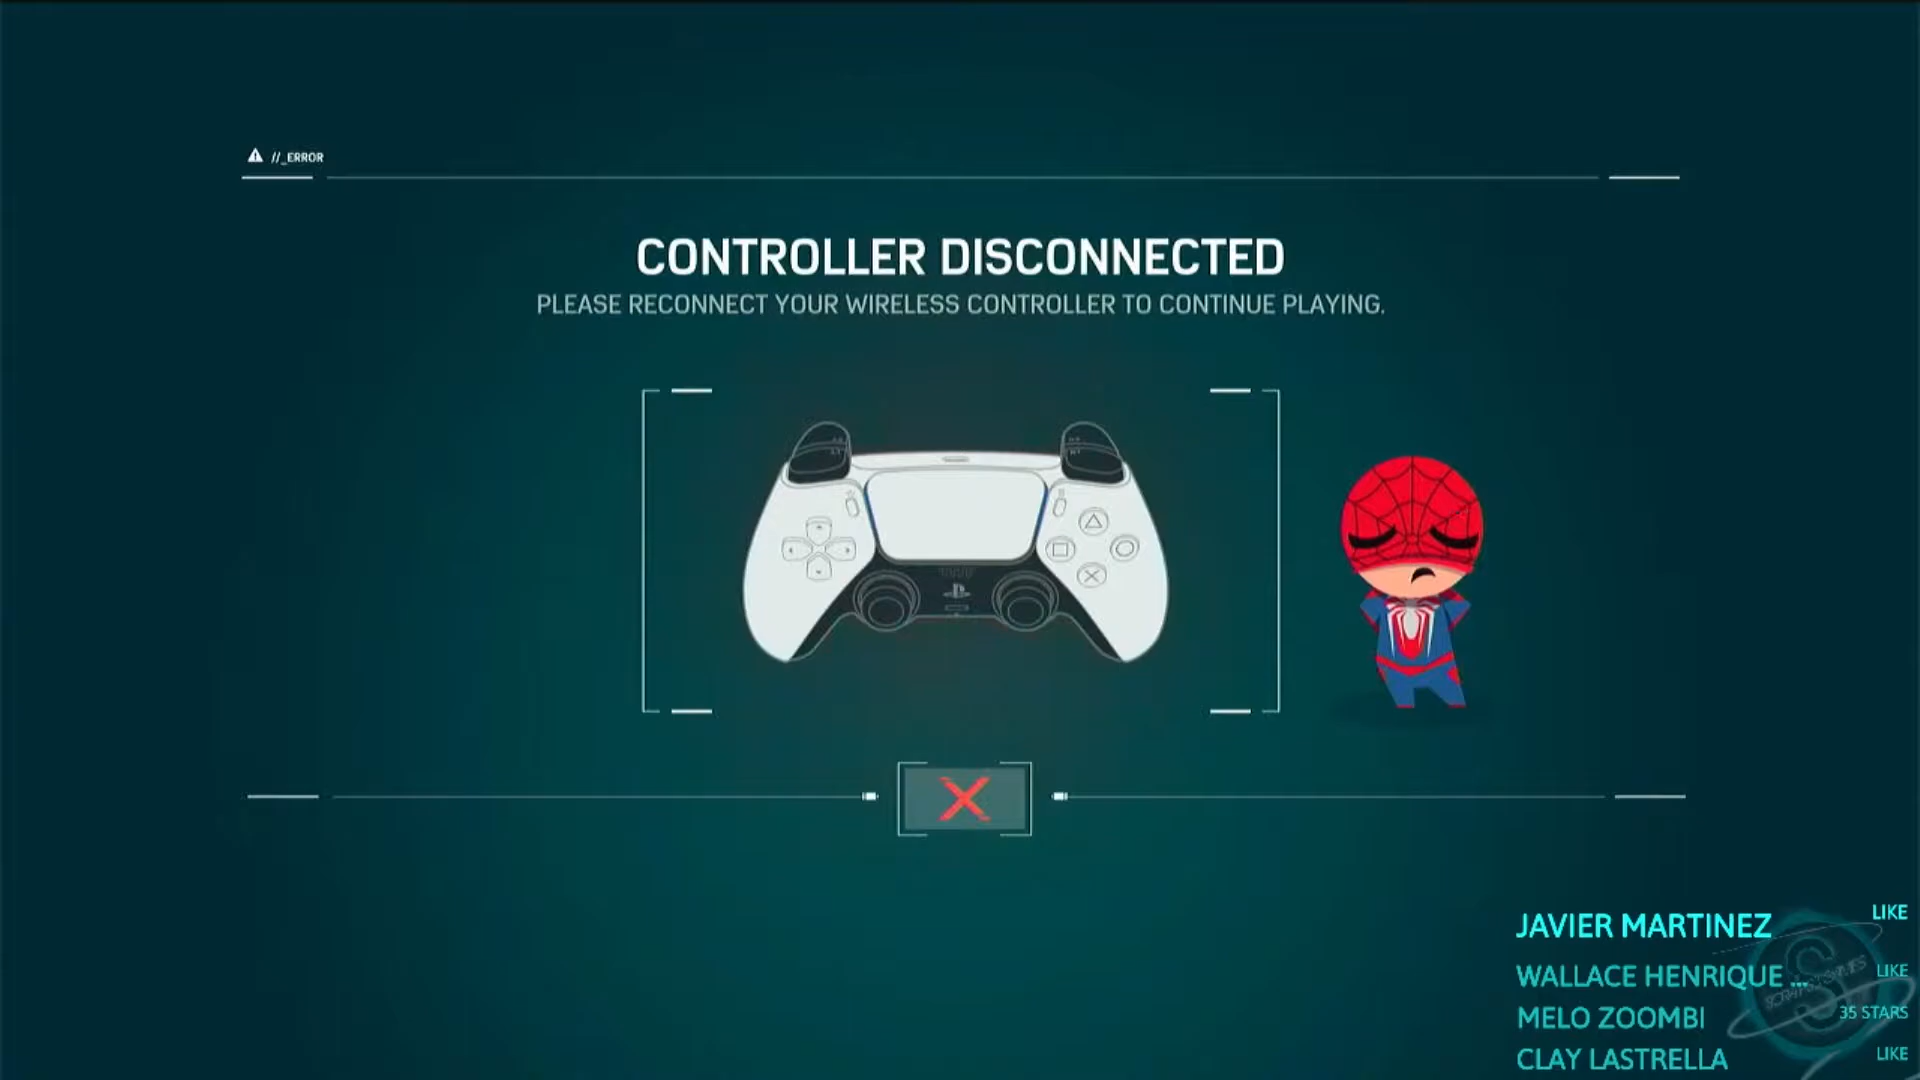 //_ERROR
CONTROLLER DISCONNECTED
PLEASE RECONNECT YOUR WIRELESS CONTROLLER TO CONTINUE PLAYING.
JAVIER MARTINEZ LIKE
WALLACE HENRIQUE ... LIKE
MELO ZOOMBI 35 STARS
CLAY LASTRELLA LIKE